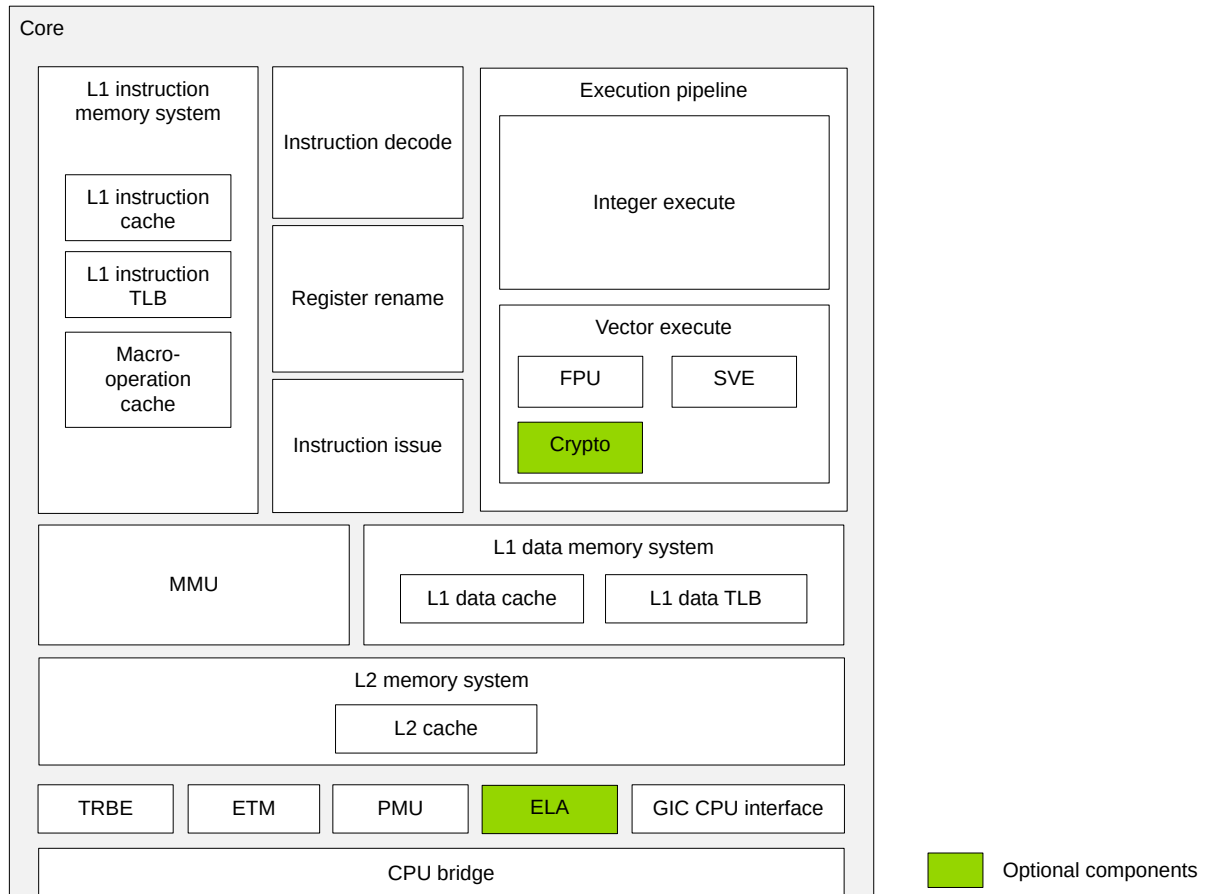 Core
L1 instruction
memory system
L1 instruction
cache
L1 instruction
TLB
Macro-
operation
cache
Instruction decode
Register rename
Instruction issue
Execution pipeline
Integer execute
Vector execute
FPU
SVE
Crypto
MMU
L1 data memory system
L1 data cache
L1 data TLB
L2 memory system
L2 cache
TRBE
ETM
PMU
ELA
GIC CPU interface
CPU bridge
Optional components